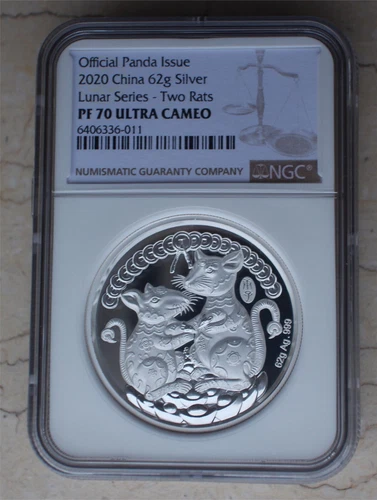 Official Panda Issue
2020 China 62g Silver
Lunar Series - Two Rats
PF 70 ULTRA CAMEO
6406336-011
NUMISMATIC GUARANTY COMPANY
NGC®
62g Ag. 999